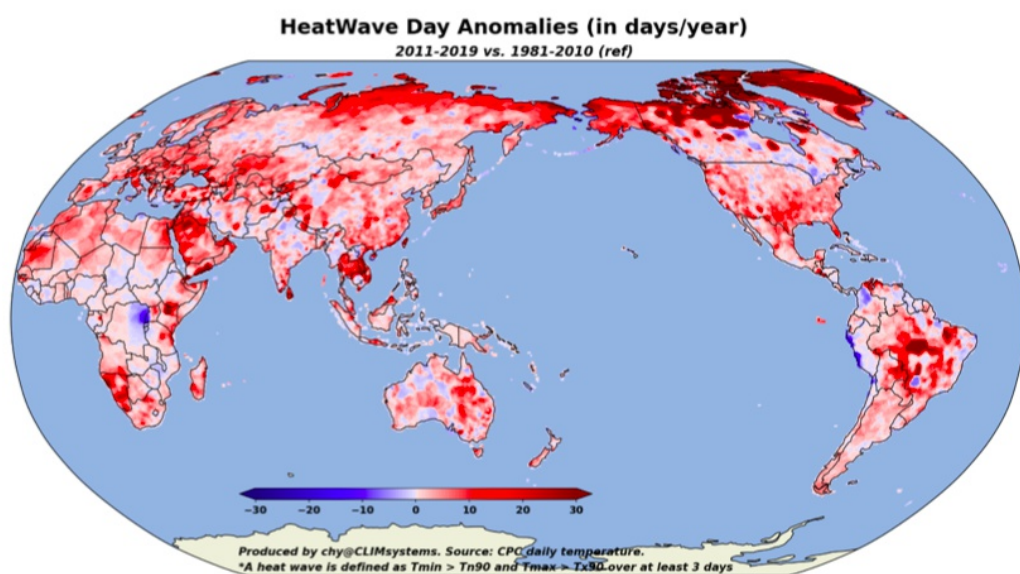 HeatWave Day Anomalies (in days/year)
2011-2019 vs. 1981-2010 (ref)
−30 −20 −10 0 10 20 30
Produced by chy@CLIMsystems. Source: CPC daily temperature.
*A heat wave is defined as Tmin > Tn90 and Tmax > Tx90 over at least 3 days